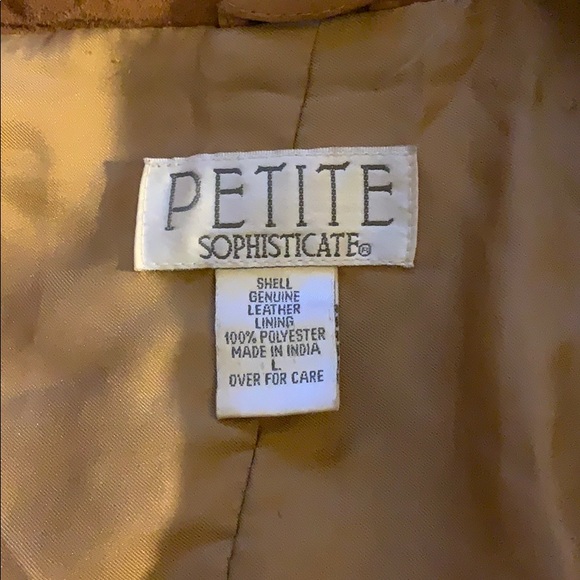 PETITE
SOPHISTICATE®
SHELL
GENUINE
LEATHER
LINING
100% POLYESTER
MADE IN INDIA
L
OVER FOR CARE